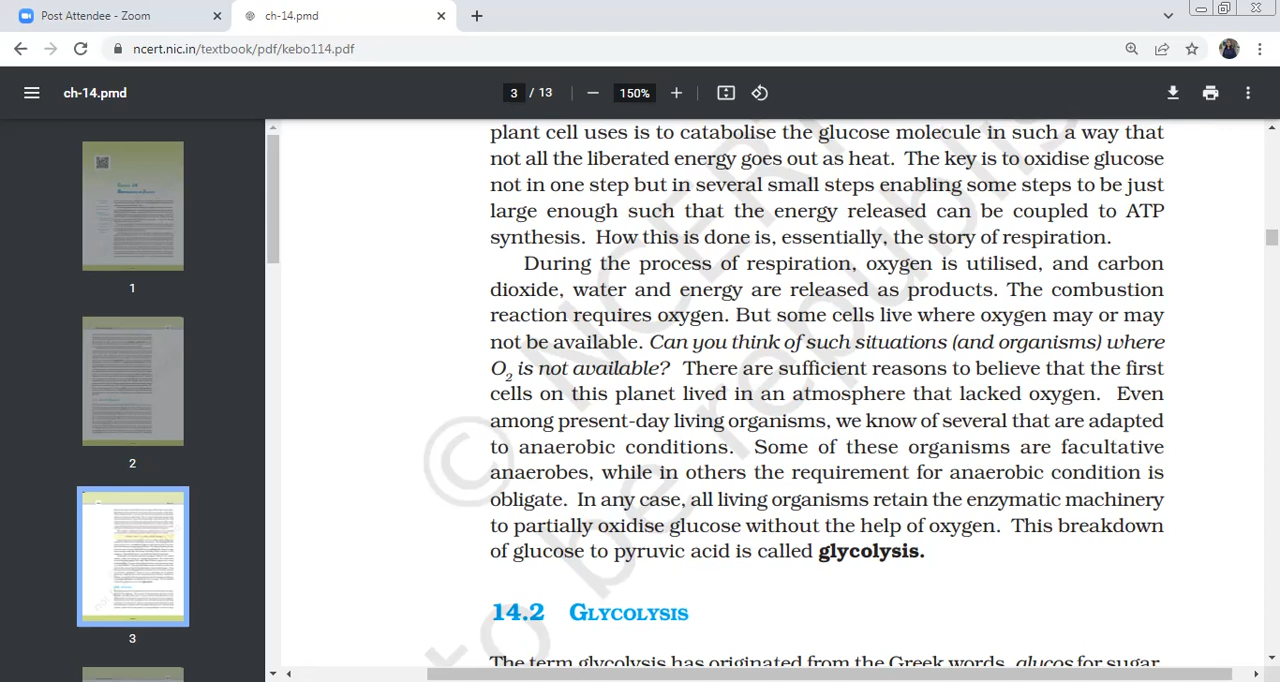 Post Attendee - Zoom
ch-14.pmd
ncert.nic.in/textbook/pdf/kebo114.pdf
ch-14.pmd
3 / 13
150%
plant cell uses is to catabolise the glucose molecule in such a way that
not all the liberated energy goes out as heat. The key is to oxidise glucose
not in one step but in several small steps enabling some steps to be just
large enough such that the energy released can be coupled to ATP
synthesis. How this is done is, essentially, the story of respiration.
During the process of respiration, oxygen is utilised, and carbon
dioxide, water and energy are released as products. The combustion
reaction requires oxygen. But some cells live where oxygen may or may
not be available. Can you think of such situations (and organisms) where
O2 is not available? There are sufficient reasons to believe that the first
cells on this planet lived in an atmosphere that lacked oxygen. Even
among present-day living organisms, we know of several that are adapted
to anaerobic conditions. Some of these organisms are facultative
anaerobes, while in others the requirement for anaerobic condition is
obligate. In any case, all living organisms retain the enzymatic machinery
to partially oxidise glucose without the help of oxygen. This breakdown
of glucose to pyruvic acid is called glycolysis.
14.2 GLYCOLYSIS
The term glycolysis has originated from the Greek words, glycos for sugar,
1
2
3
© NCERT
to be republis